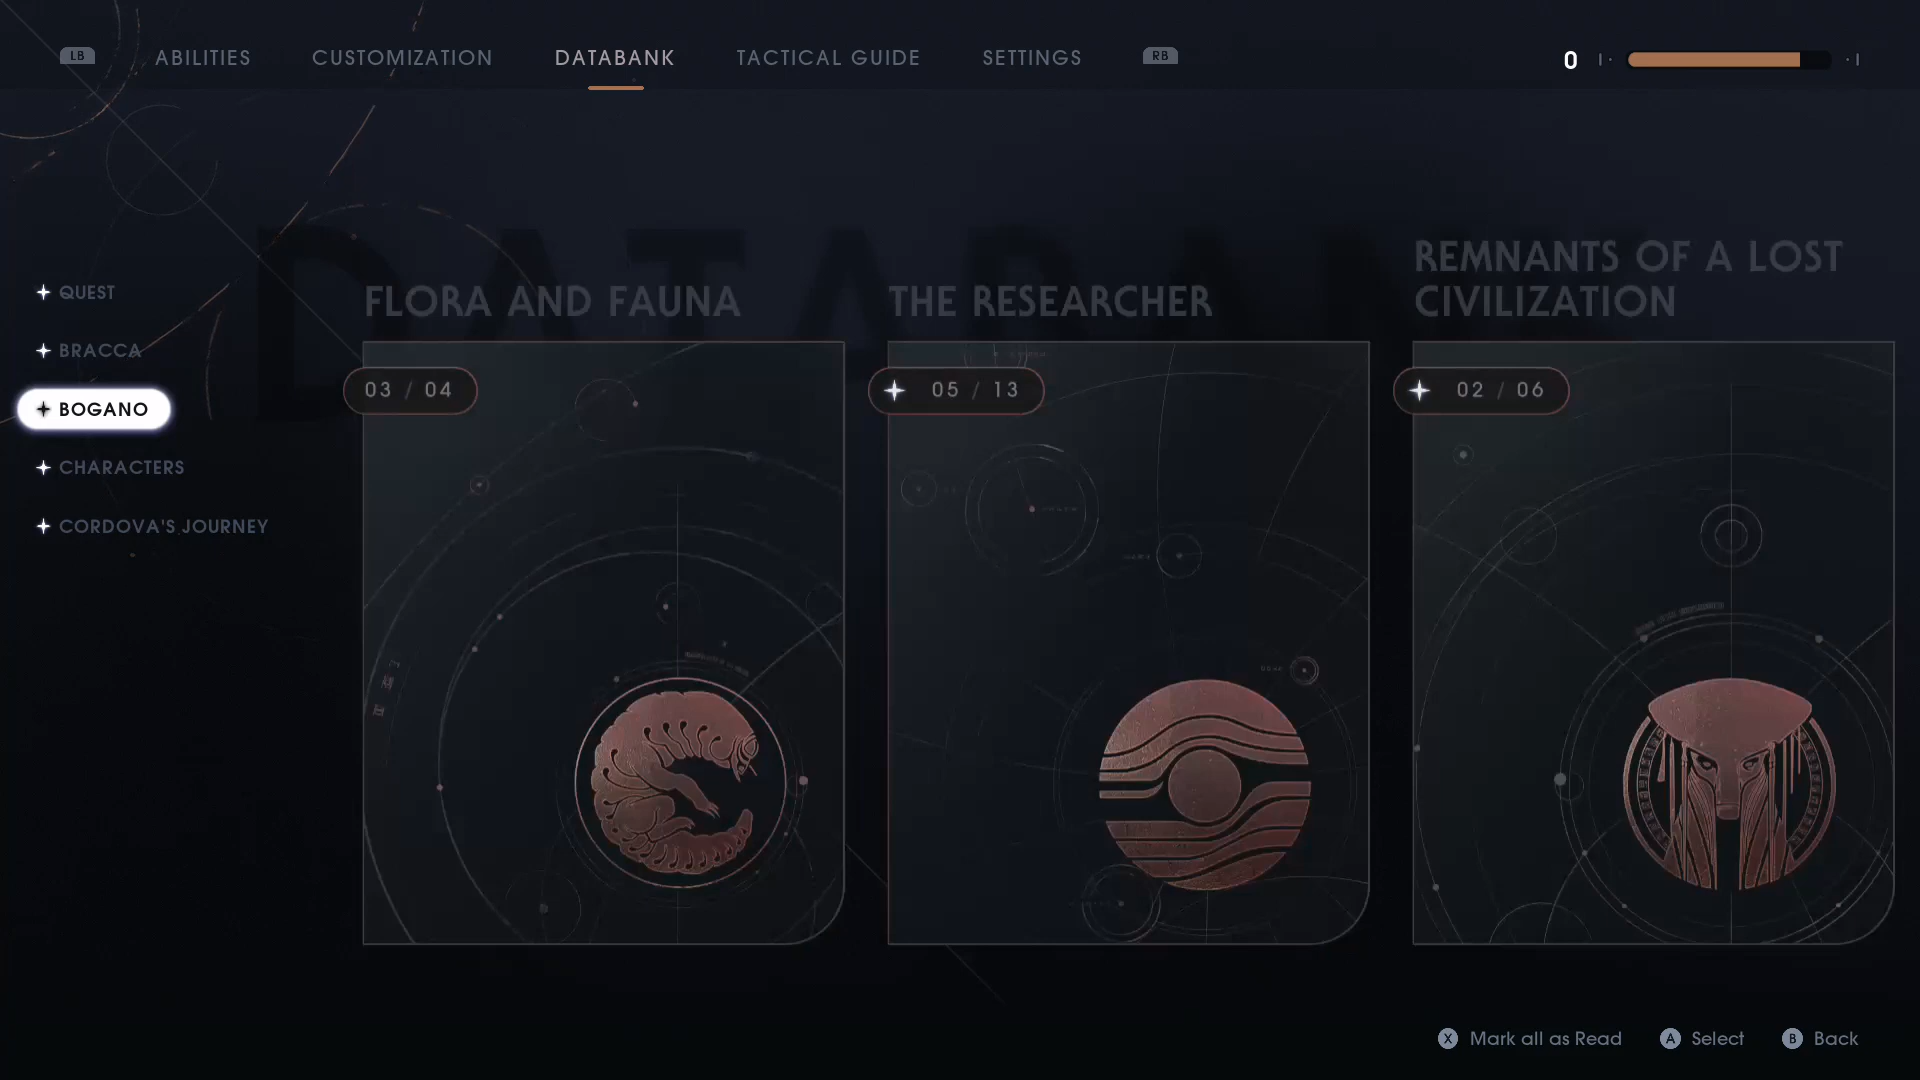 LB ABILITIES CUSTOMIZATION DATABANK TACTICAL GUIDE SETTINGS RB 0
DATABANK
QUEST
BRACCA
BOGANO
CHARACTERS
CORDOVA'S JOURNEY
FLORA AND FAUNA
03 / 04
THE RESEARCHER
05 / 13
REMNANTS OF A LOST
CIVILIZATION
02 / 06
X Mark all as Read A Select B Back